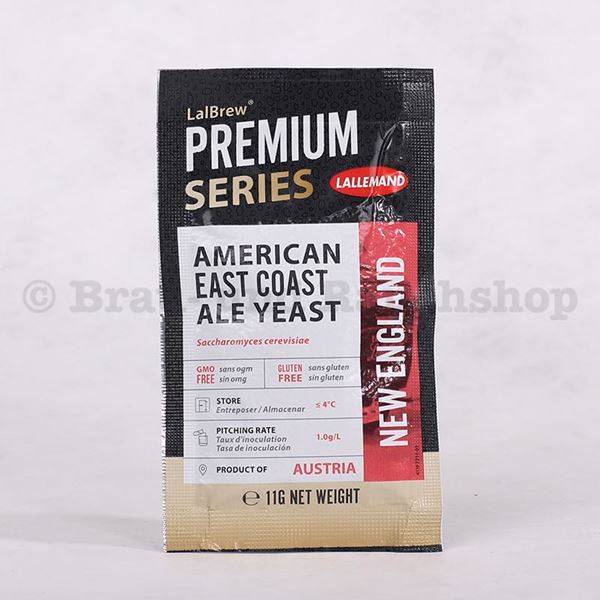 LalBrew®
PREMIUM
SERIES
LALLEMAND
AMERICAN
EAST COAST
ALE YEAST
Saccharomyces cerevisiae
GMO FREE sans ogm sin omg
GLUTEN FREE sans gluten sin gluten
STORE
Entreposer / Almacenar
≤ 4°C
PITCHING RATE
Taux d'inoculation
Tasa de inoculación
1.0g/L
PRODUCT OF AUSTRIA
NEW ENGLAND
℮ 11G NET WEIGHT